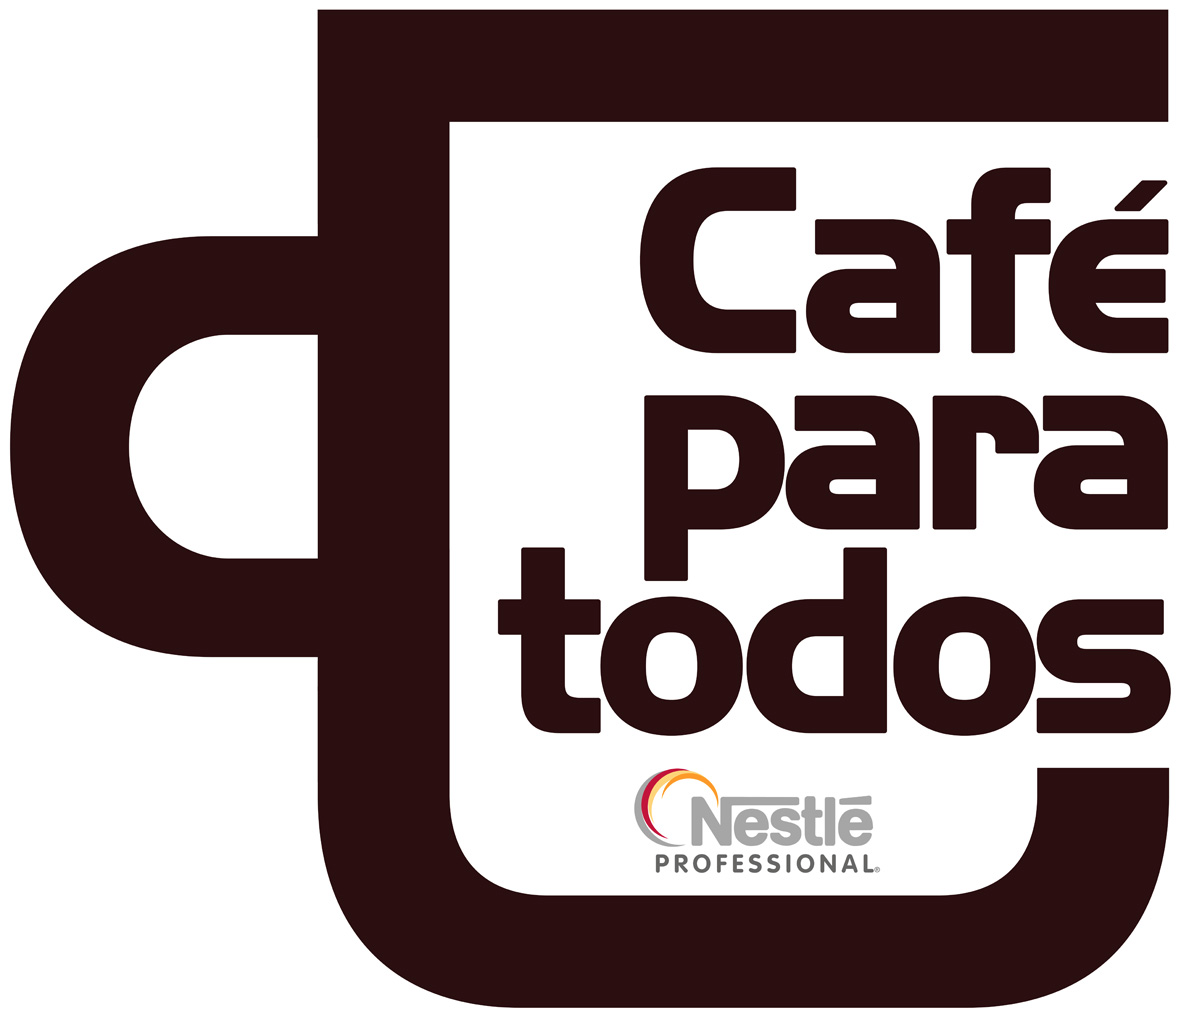 Café
para
todos
Nestlé
PROFESSIONAL®